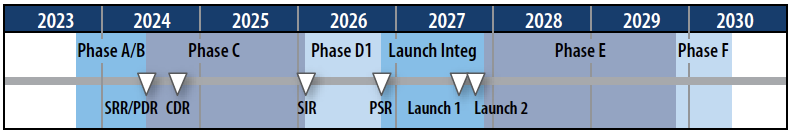 2023 2024 2025 2026 2027 2028 2029 2030
Phase A/B Phase C Phase D1 Launch Integ Phase E Phase F
SRR/PDR CDR SIR PSR Launch 1 Launch 2